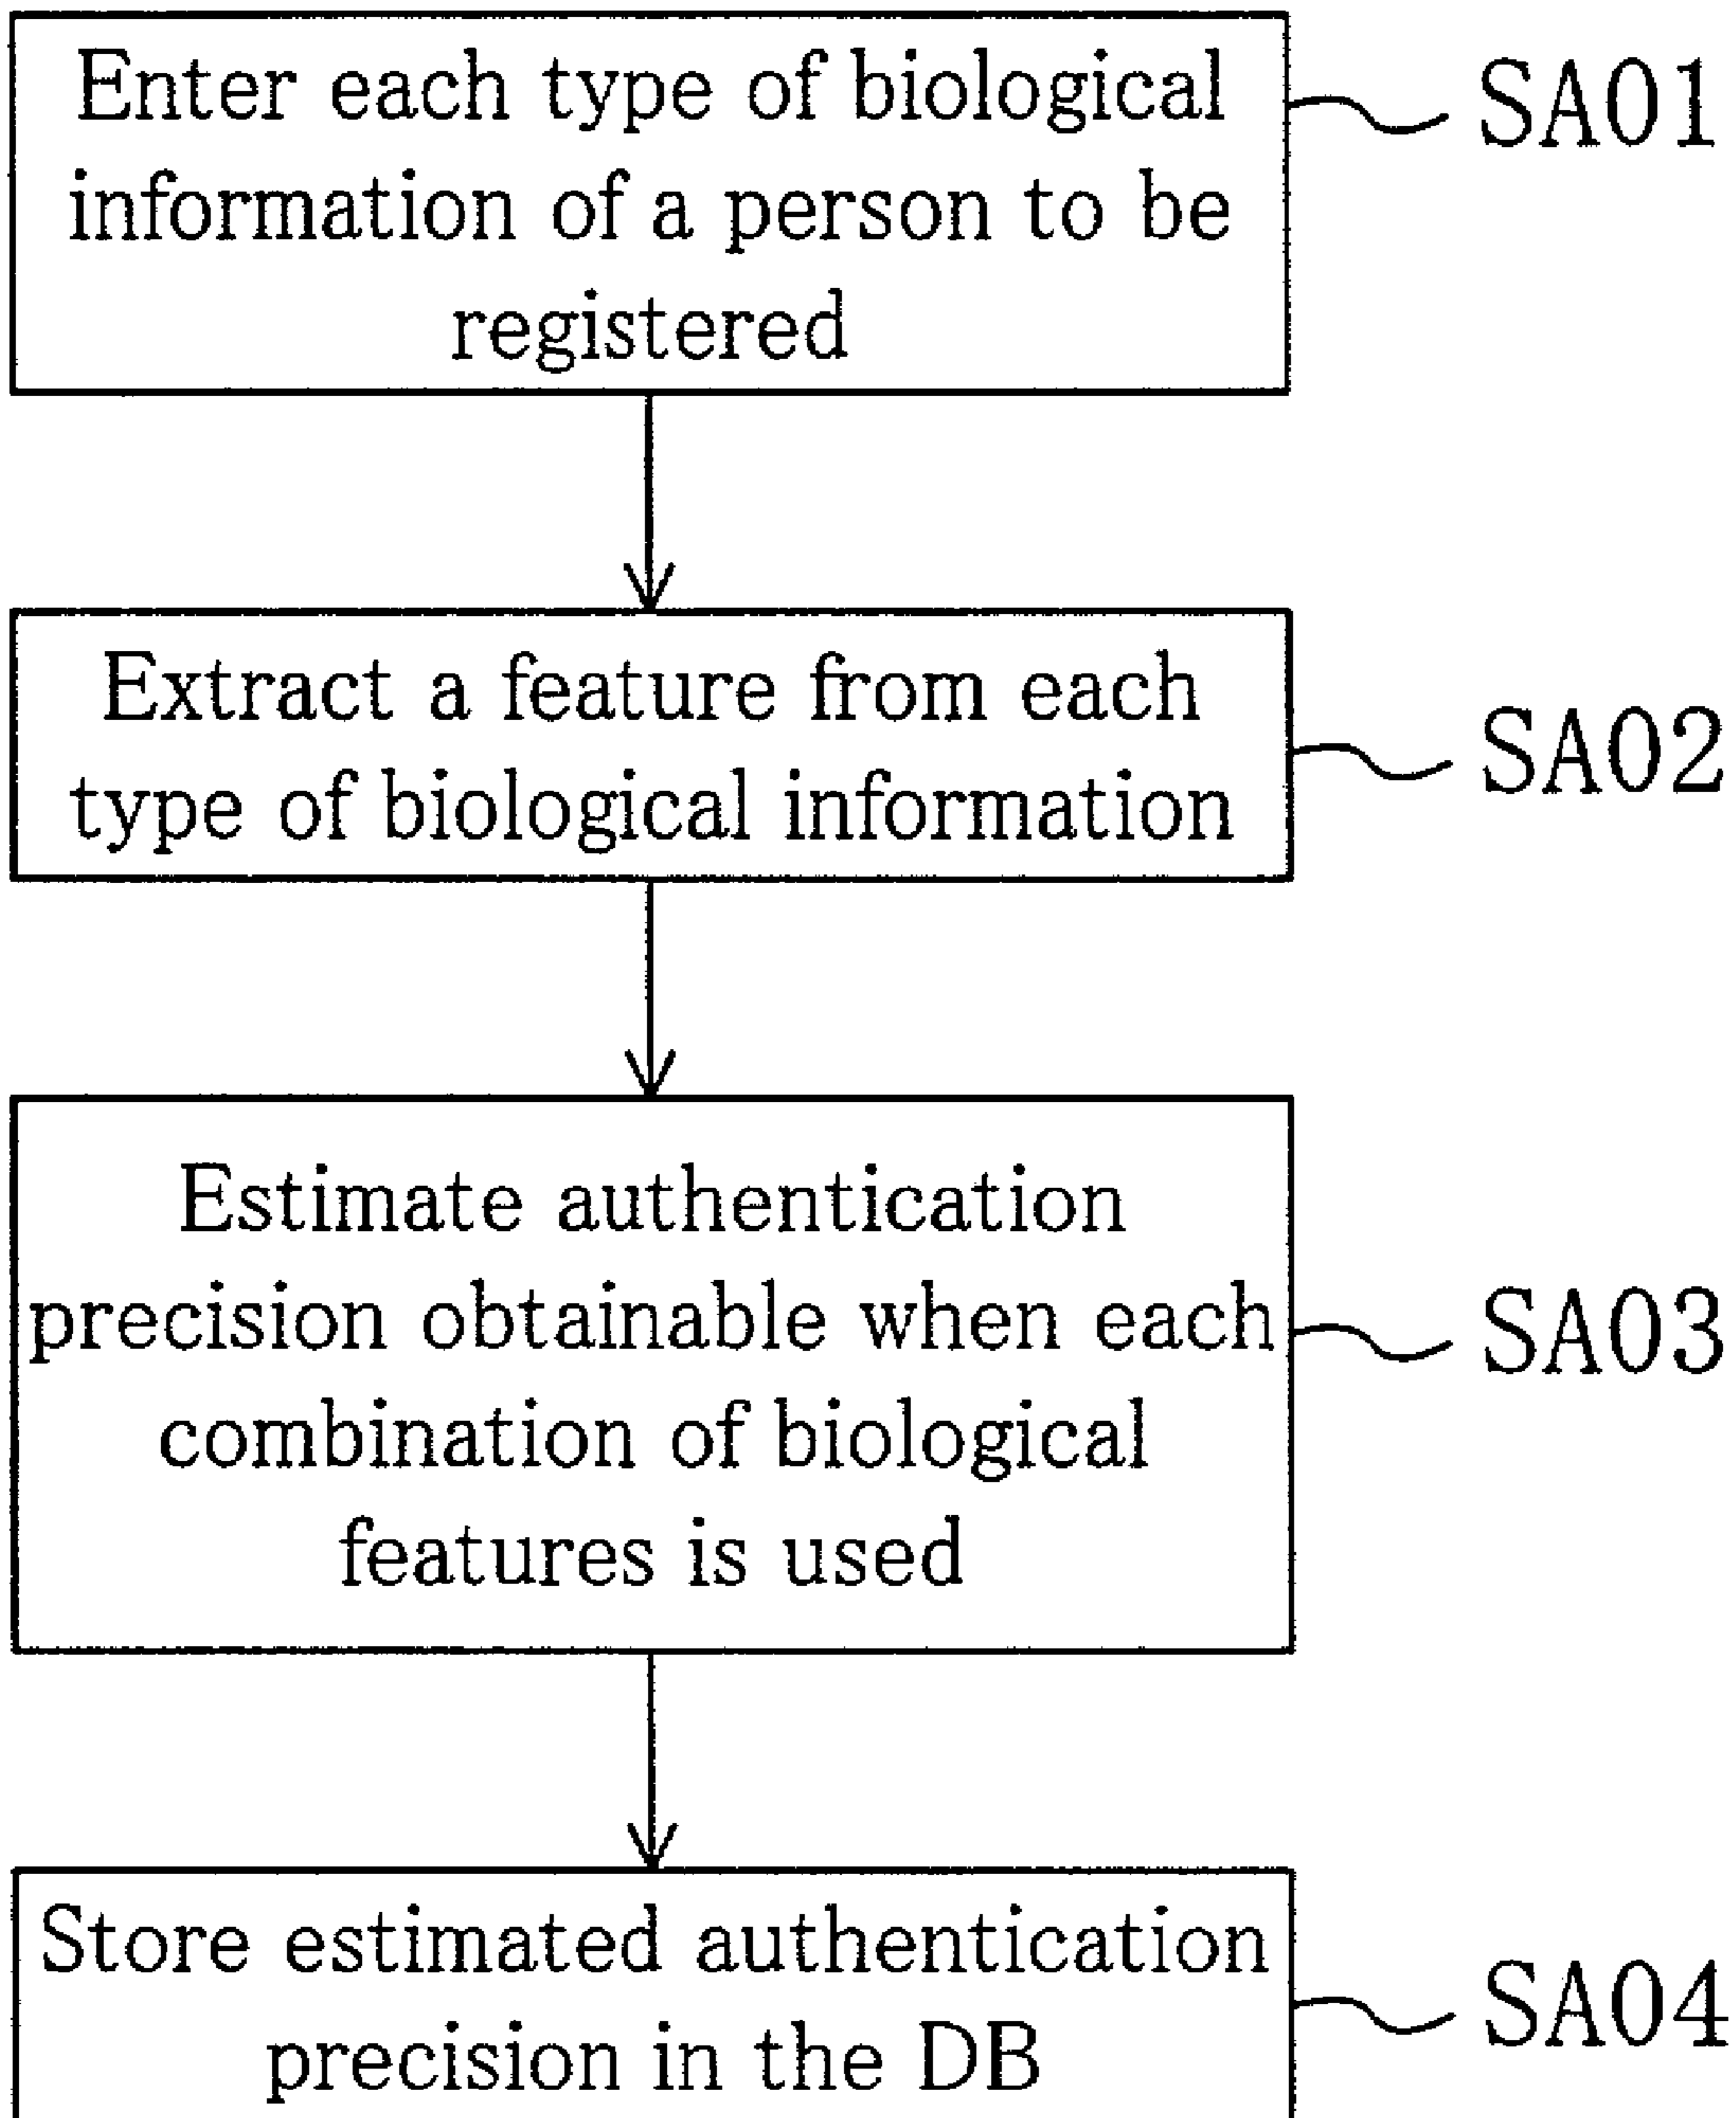 Enter each type of biological
information of a person to be
registered
SA01
Extract a feature from each
type of biological information
SA02
Estimate authentication
precision obtainable when each
combination of biological
features is used
SA03
Store estimated authentication
precision in the DB
SA04